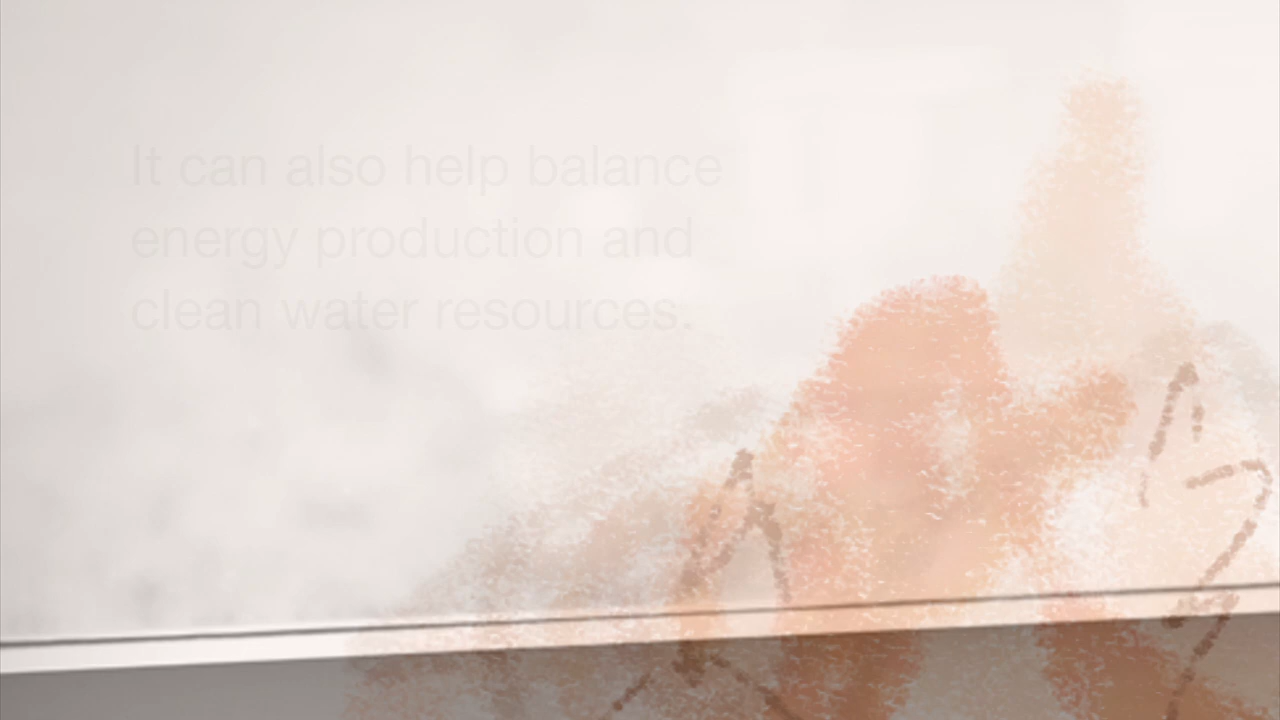 It can also help balance
energy production and
clean water resources.